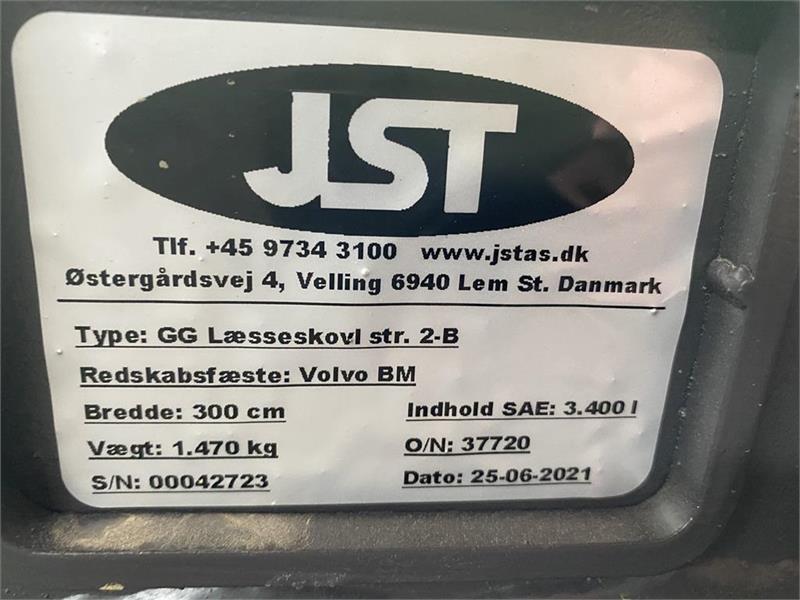 JST
Tlf. +45 9734 3100 www.jstas.dk
Østergårdsvej 4, Velling 6940 Lem St. Danmark
Type: GG Læsseskovl str. 2-B
Redskabsfæste: Volvo BM
Bredde: 300 cm Indhold SAE: 3.400 l
Vægt: 1.470 kg O/N: 37720
S/N: 00042723 Dato: 25-06-2021